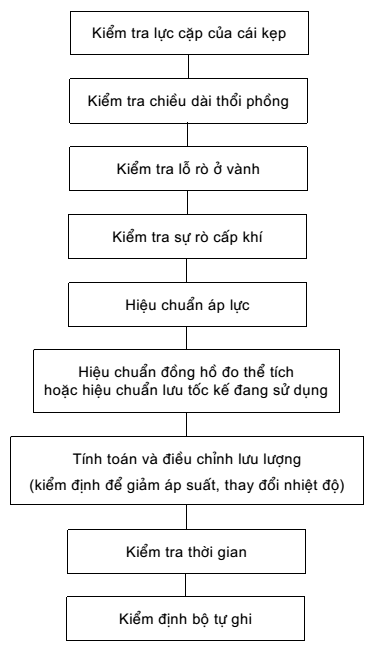 Kiểm tra lực cặp của cái kẹp
Kiểm tra chiều dài thổi phồng
Kiểm tra lỗ rò ở vành
Kiểm tra sự rò cấp khí
Hiệu chuẩn áp lực
Hiệu chuẩn đồng hồ đo thể tích
hoặc hiệu chuẩn lưu tốc kế đang sử dụng
Tính toán và điều chỉnh lưu lượng
(kiểm định để giảm áp suất, thay đổi nhiệt độ)
Kiểm tra thời gian
Kiểm định bộ tự ghi